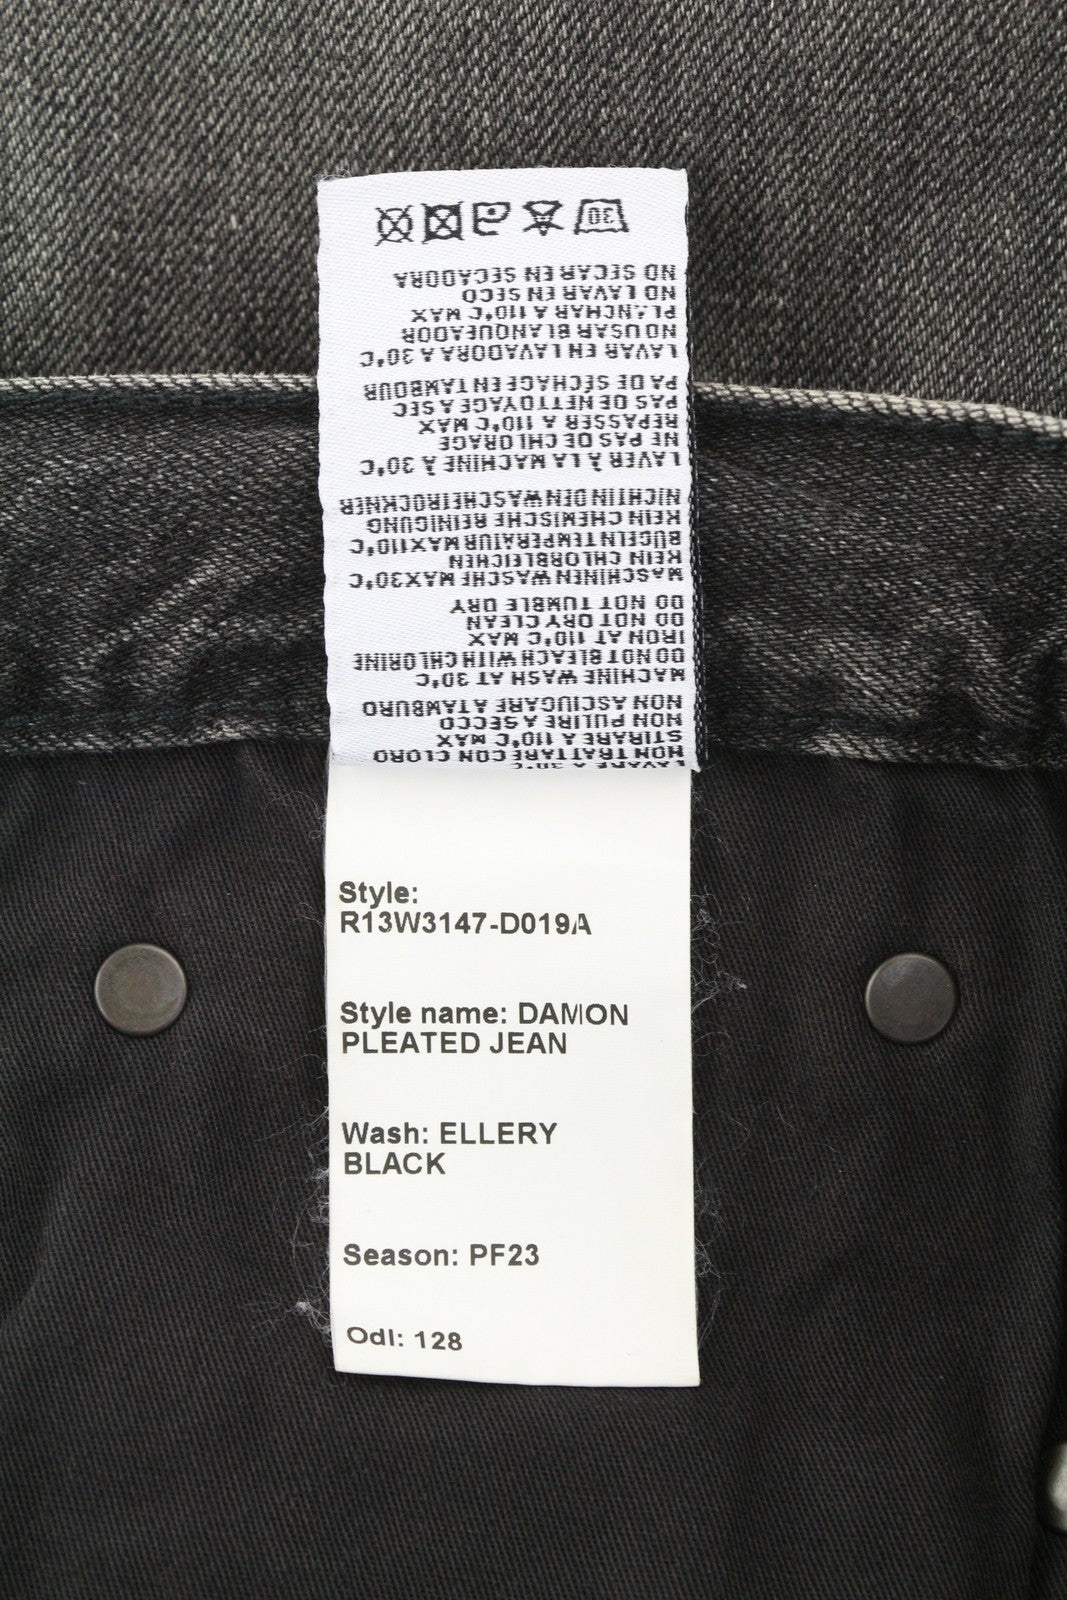 LAVARE A 30°C
NON TRATTARE CON CLORO
STIRARE A 110°C MAX
NON PULIRE A SECCO
NON ASCIUGARE A TAMBURO
MACHINE WASH AT 30°C
DO NOT BLEACH WITH CHLORINE
IRON AT 110°C MAX
DO NOT DRY CLEAN
DO NOT TUMBLE DRY
MASCHINEN WASCHE MAX30°C
KEIN CHLORBLEICHEN
BUGELN TEMPERATUR MAX110°C
KEIN CHEMISCHE REINIGUNG
NICHT IN DEN WASCHETROCKNER
LAVER À LA MACHINE À 30°C
NE PAS DE CHLORAGE
REPASSER A 110°C MAX
PAS DE NETTOYAGE A SEC
PA DE SÉCHAGE EN TAMBOUR
LAVAR EN LAVADORA A 30°C
NO USAR BLANQUEADOR
PLANCHAR A 110°C MAX
NO LAVAR EN SECO
NO SECAR EN SECADORA
30
Style:
R13W3147-D019A
Style name: DAMON
PLEATED JEAN
Wash: ELLERY
BLACK
Season: PF23
Odl: 128